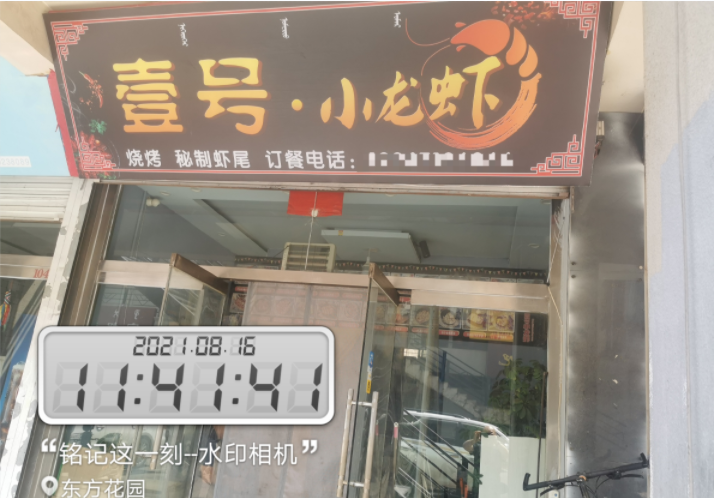 壹号·小龙虾
烧烤 秘制虾尾 订餐电话:
104
2021.08.16
11:41:41
“铭记这一刻--水印相机”
东方花园